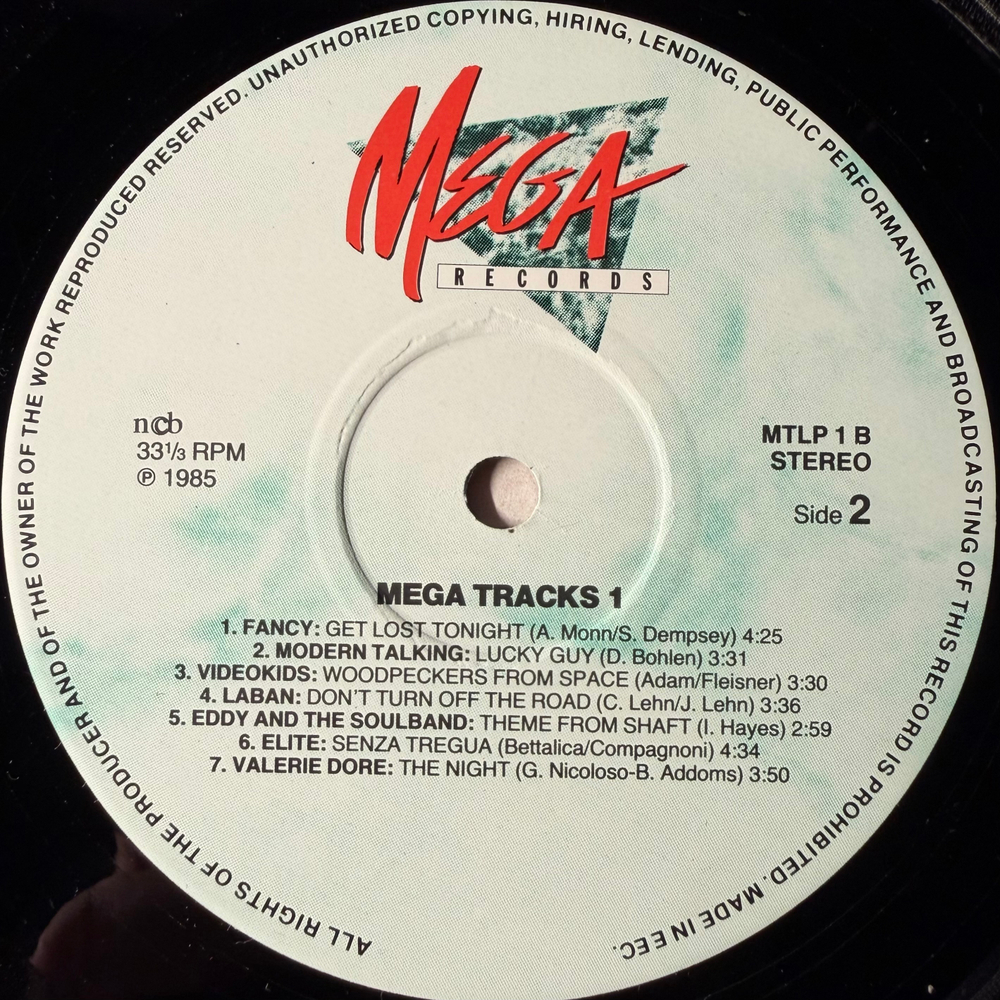 ALL RIGHTS OF THE PRODUCER AND OF THE OWNER OF THE WORK REPRODUCED RESERVED. UNAUTHORIZED COPYING, HIRING, LENDING, PUBLIC PERFORMANCE AND BROADCASTING OF THIS RECORD IS PROHIBITED. MADE IN EEC.
MEGA
RECORDS
ncb
33⅓ RPM
℗ 1985
MTLP 1 B
STEREO
Side 2
MEGA TRACKS 1
1. FANCY: GET LOST TONIGHT (A. Monn/S. Dempsey) 4:25
2. MODERN TALKING: LUCKY GUY (D. Bohlen) 3:31
3. VIDEOKIDS: WOODPECKERS FROM SPACE (Adam/Fleisner) 3:30
4. LABAN: DON'T TURN OFF THE ROAD (C. Lehn/J. Lehn) 3:36
5. EDDY AND THE SOULBAND: THEME FROM SHAFT (I. Hayes) 2:59
6. ELITE: SENZA TREGUA (Bettalica/Compagnoni) 4:34
7. VALERIE DORE: THE NIGHT (G. Nicoloso-B. Addoms) 3:50